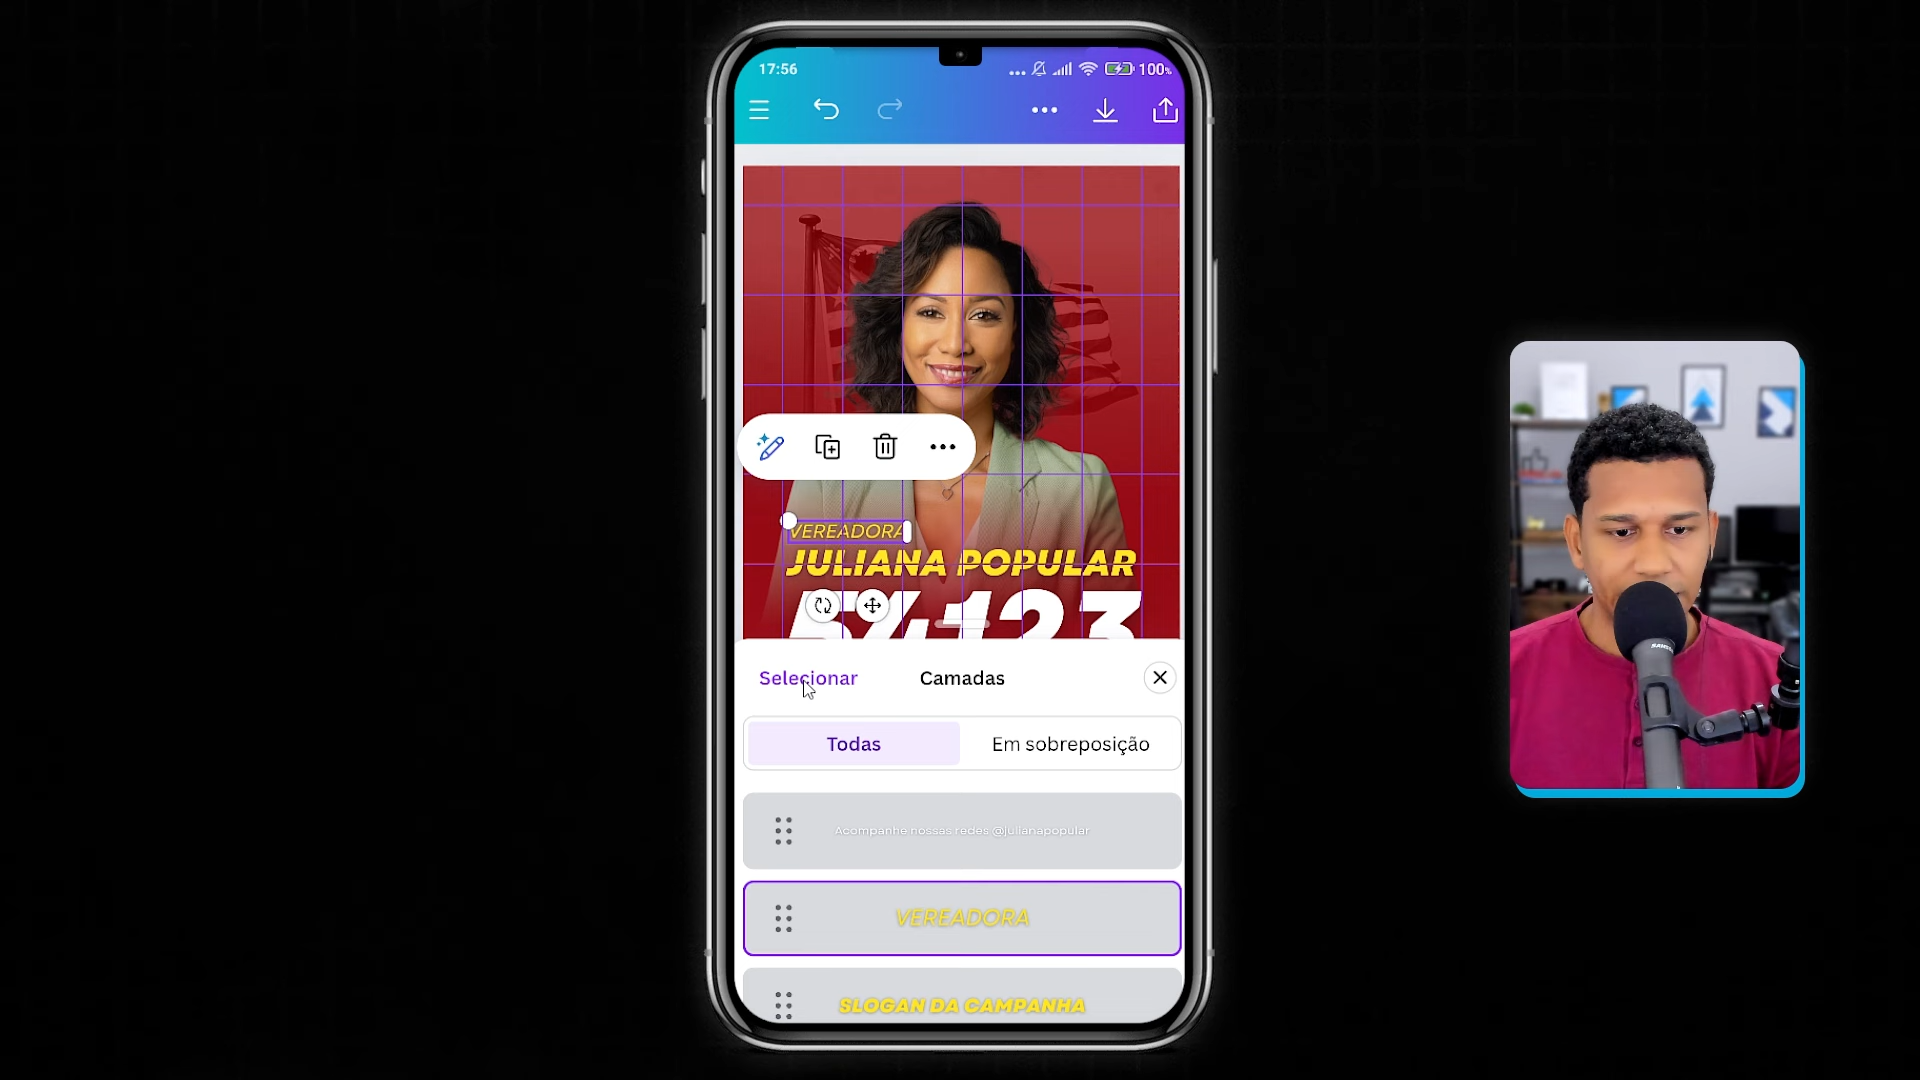 17:56
100%
VEREADORA
JULIANA POPULAR
54123
Selecionar
Camadas
Todas
Em sobreposição
Acompanhe nossas redes @julianapopular
VEREADORA
SLOGAN DA CAMPANHA